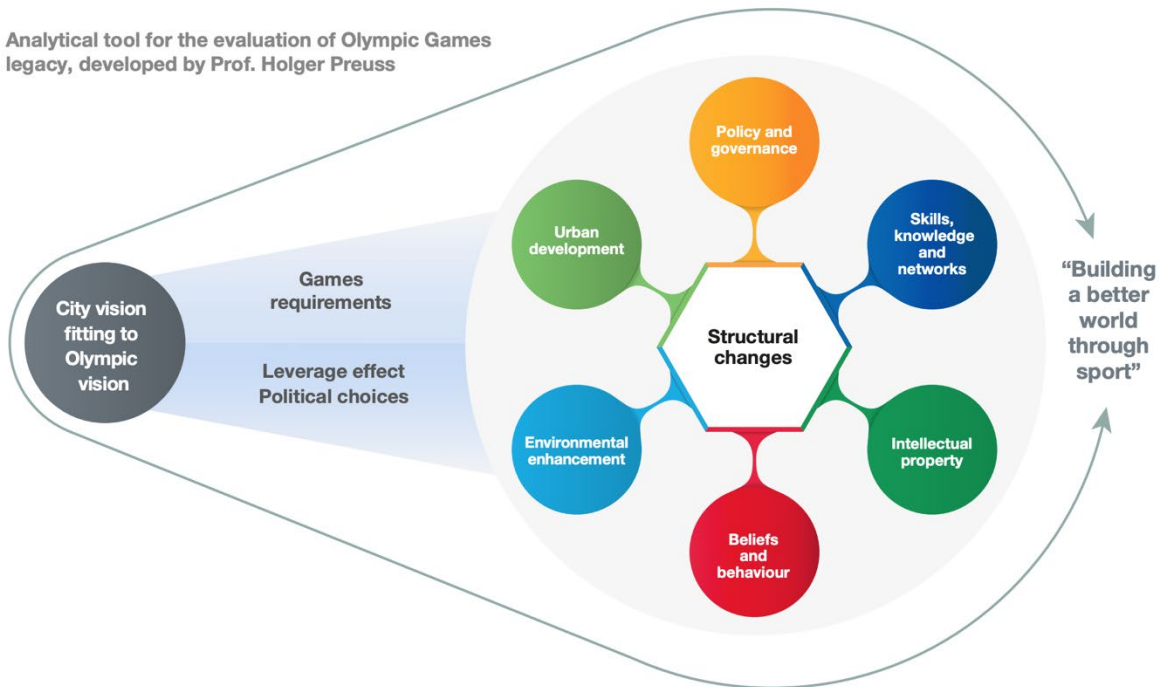 Analytical tool for the evaluation of Olympic Games
legacy, developed by Prof. Holger Preuss
City vision
fitting to
Olympic
vision
Games
requirements
Leverage effect
Political choices
Policy and
governance
Urban
development
Skills,
knowledge
and
networks
Structural
changes
Environmental
enhancement
Intellectual
property
Beliefs
and
behaviour
“Building
a better
world
through
sport”